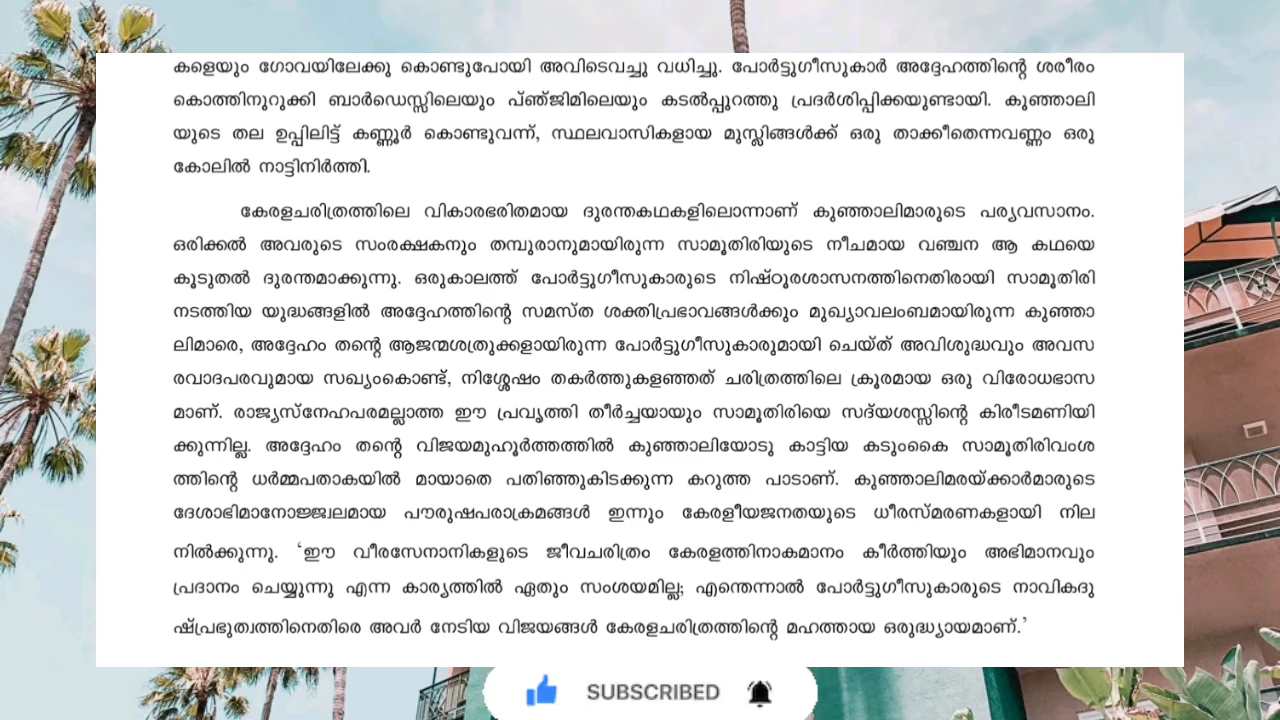 കളെയും ഗോവയിലേക്കു കൊണ്ടുപോയി അവിടെവച്ചു വധിച്ചു. പോർട്ടുഗീസുകാർ അദ്ദേഹത്തിന്റെ ശരീരം
കൊത്തിനുറുക്കി ബാർഡെസ്സിലെയും പ്ഞ്ജിമിലെയും കടൽപ്പുറത്തു പ്രദർശിപ്പിക്കയുണ്ടായി. കുഞ്ഞാലി
യുടെ തല ഉപ്പിലിട്ട് കണ്ണൂർ കൊണ്ടുവന്ന്, സ്ഥലവാസികളായ മുസ്ലിങ്ങൾക്ക് ഒരു താക്കീതെന്നവണ്ണം ഒരു
കോലിൽ നാട്ടിനിർത്തി.
കേരളചരിത്രത്തിലെ വികാരഭരിതമായ ദുരന്തകഥകളിലൊന്നാണ് കുഞ്ഞാലിമാരുടെ പര്യവസാനം.
ഒരിക്കൽ അവരുടെ സംരക്ഷകനും തമ്പുരാനുമായിരുന്ന സാമൂതിരിയുടെ നീചമായ വഞ്ചന ആ കഥയെ
കൂടുതൽ ദുരന്തമാക്കുന്നു. ഒരുകാലത്ത് പോർട്ടുഗീസുകാരുടെ നിഷ്ഠൂരശാസനത്തിനെതിരായി സാമൂതിരി
നടത്തിയ യുദ്ധങ്ങളിൽ അദ്ദേഹത്തിന്റെ സമസ്ത ശക്തിപ്രഭാവങ്ങൾക്കും മുഖ്യാവലംബമായിരുന്ന കുഞ്ഞാ
ലിമാരെ, അദ്ദേഹം തന്റെ ആജന്മശത്രുക്കളായിരുന്ന പോർട്ടുഗീസുകാരുമായി ചെയ്ത് അവിശുദ്ധവും അവസ
രവാദപരവുമായ സഖ്യംകൊണ്ട്, നിശ്ശേഷം തകർത്തുകളഞ്ഞത് ചരിത്രത്തിലെ ക്രൂരമായ ഒരു വിരോധഭാസ
മാണ്. രാജ്യസ്നേഹപരമല്ലാത്ത ഈ പ്രവൃത്തി തീർച്ചയായും സാമൂതിരിയെ സദ്യശസ്സിന്റെ കിരീടമണിയി
ക്കുന്നില്ല. അദ്ദേഹം തന്റെ വിജയമുഹൂർത്തത്തിൽ കുഞ്ഞാലിയോടു കാട്ടിയ കടുംകൈ സാമൂതിരിവംശ
ത്തിന്റെ ധർമ്മപതാകയിൽ മായാതെ പതിഞ്ഞുകിടക്കുന്ന കറുത്ത പാടാണ്. കുഞ്ഞാലിമരയ്ക്കാർമാരുടെ
ദേശാഭിമാനോജ്ജ്വലമായ പൗരുഷപരാക്രമങ്ങൾ ഇന്നും കേരളീയജനതയുടെ ധീരസ്മരണകളായി നില
നിൽക്കുന്നു. ‘ഈ വീരസേനാനികളുടെ ജീവചരിത്രം കേരളത്തിനാകമാനം കീർത്തിയും അഭിമാനവും
പ്രദാനം ചെയ്യുന്നു എന്ന കാര്യത്തിൽ ഏതും സംശയമില്ല; എന്തെന്നാൽ പോർട്ടുഗീസുകാരുടെ നാവികദു
ഷ്പ്രഭുത്വത്തിനെതിരെ അവർ നേടിയ വിജയങ്ങൾ കേരളചരിത്രത്തിന്റെ മഹത്തായ ഒരുദ്ധ്യായമാണ്.’
SUBSCRIBED